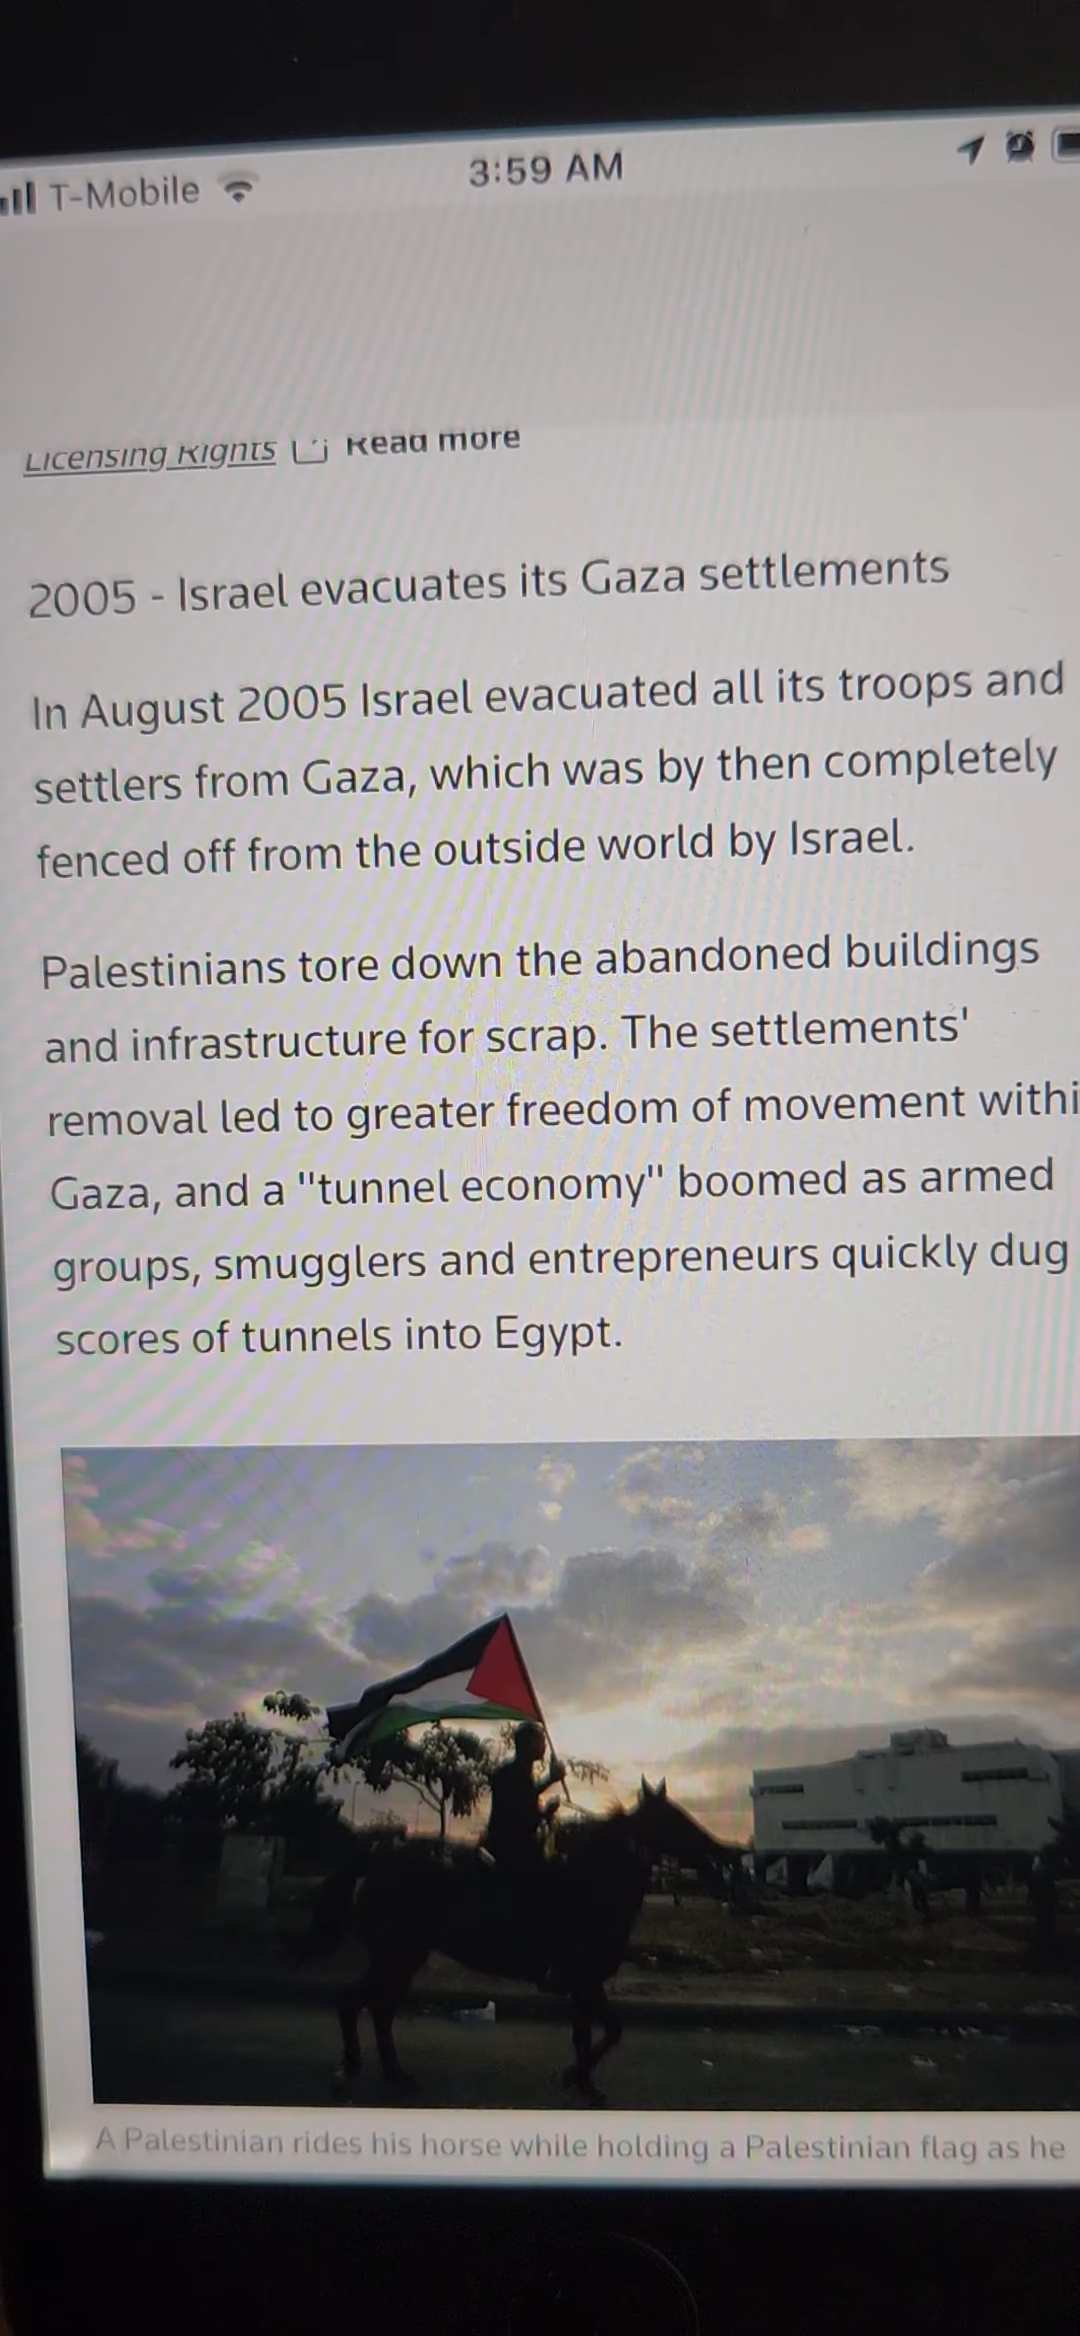 T-Mobile
3:59 AM
Licensing Rights Read more
2005 - Israel evacuates its Gaza settlements
In August 2005 Israel evacuated all its troops and
settlers from Gaza, which was by then completely
fenced off from the outside world by Israel.
Palestinians tore down the abandoned buildings
and infrastructure for scrap. The settlements'
removal led to greater freedom of movement withi
Gaza, and a "tunnel economy" boomed as armed
groups, smugglers and entrepreneurs quickly dug
scores of tunnels into Egypt.
A Palestinian rides his horse while holding a Palestinian flag as he